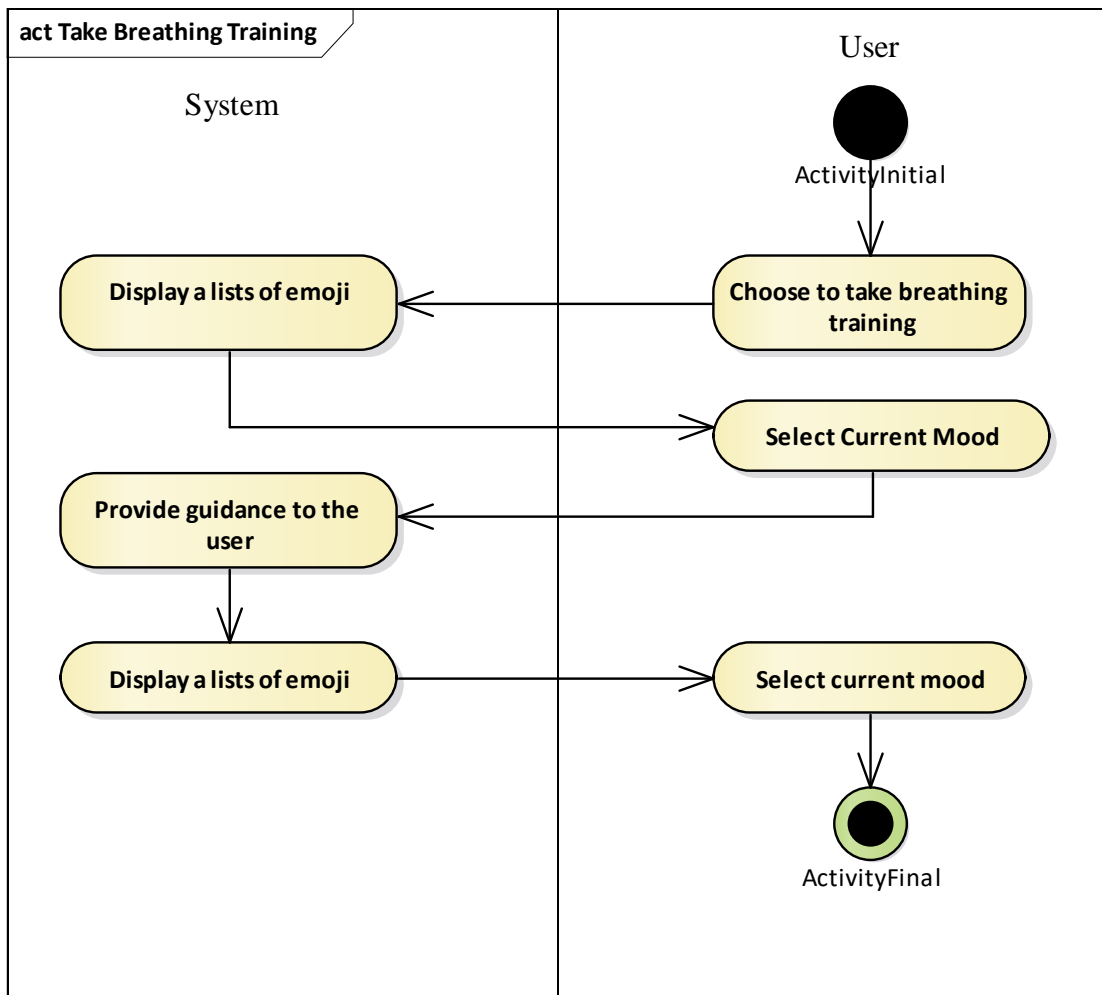 act Take Breathing Training
User
System
ActivityInitial
Display a lists of emoji
Choose to take breathing
training
Select Current Mood
Provide guidance to the
user
Display a lists of emoji
Select current mood
ActivityFinal